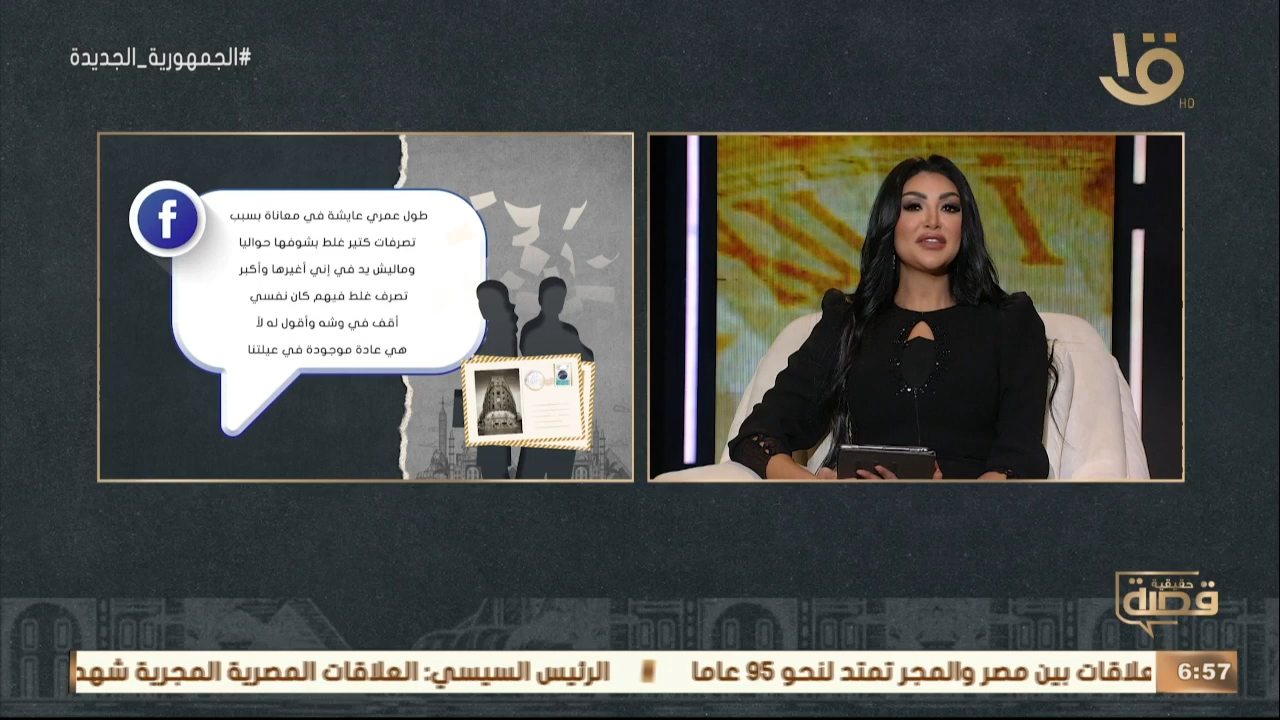 #الجمهورية_الجديدة
HD
f
طول عمري عايشة في معاناة بسبب
تصرفات كتير غلط بشوفها حواليا
وماليش يد في إني أغيرها وأكبر
تصرف غلط فيهم كان نفسي
أقف في وشه وأقول له لأ
هي عادة موجودة في عيلتنا
قصة
حقيقية
علاقات بين مصر والمجر تمتد لنحو 95 عاما
الرئيس السيسي: العلاقات المصرية المجرية شهد
6:57